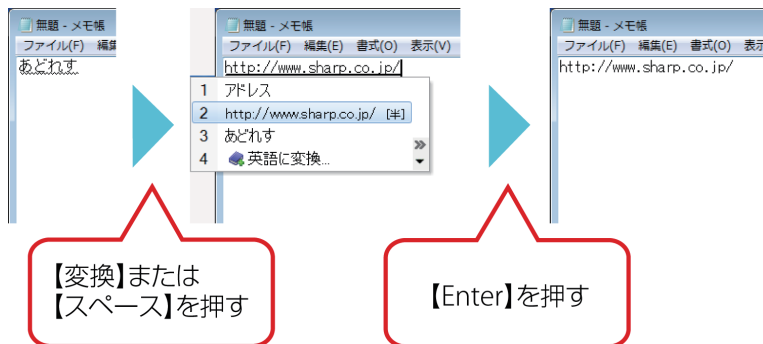 無題 - メモ帳
ファイル(F) 編集
あどれす
無題 - メモ帳
ファイル(F) 編集(E) 書式(O) 表示(V)
http://www.sharp.co.jp/
1 アドレス
2 http://www.sharp.co.jp/ [半]
3 あどれす
4 英語に変換...
無題 - メモ帳
ファイル(F) 編集(E) 書式(O) 表示
http://www.sharp.co.jp/
【変換】または
【スペース】を押す
【Enter】を押す